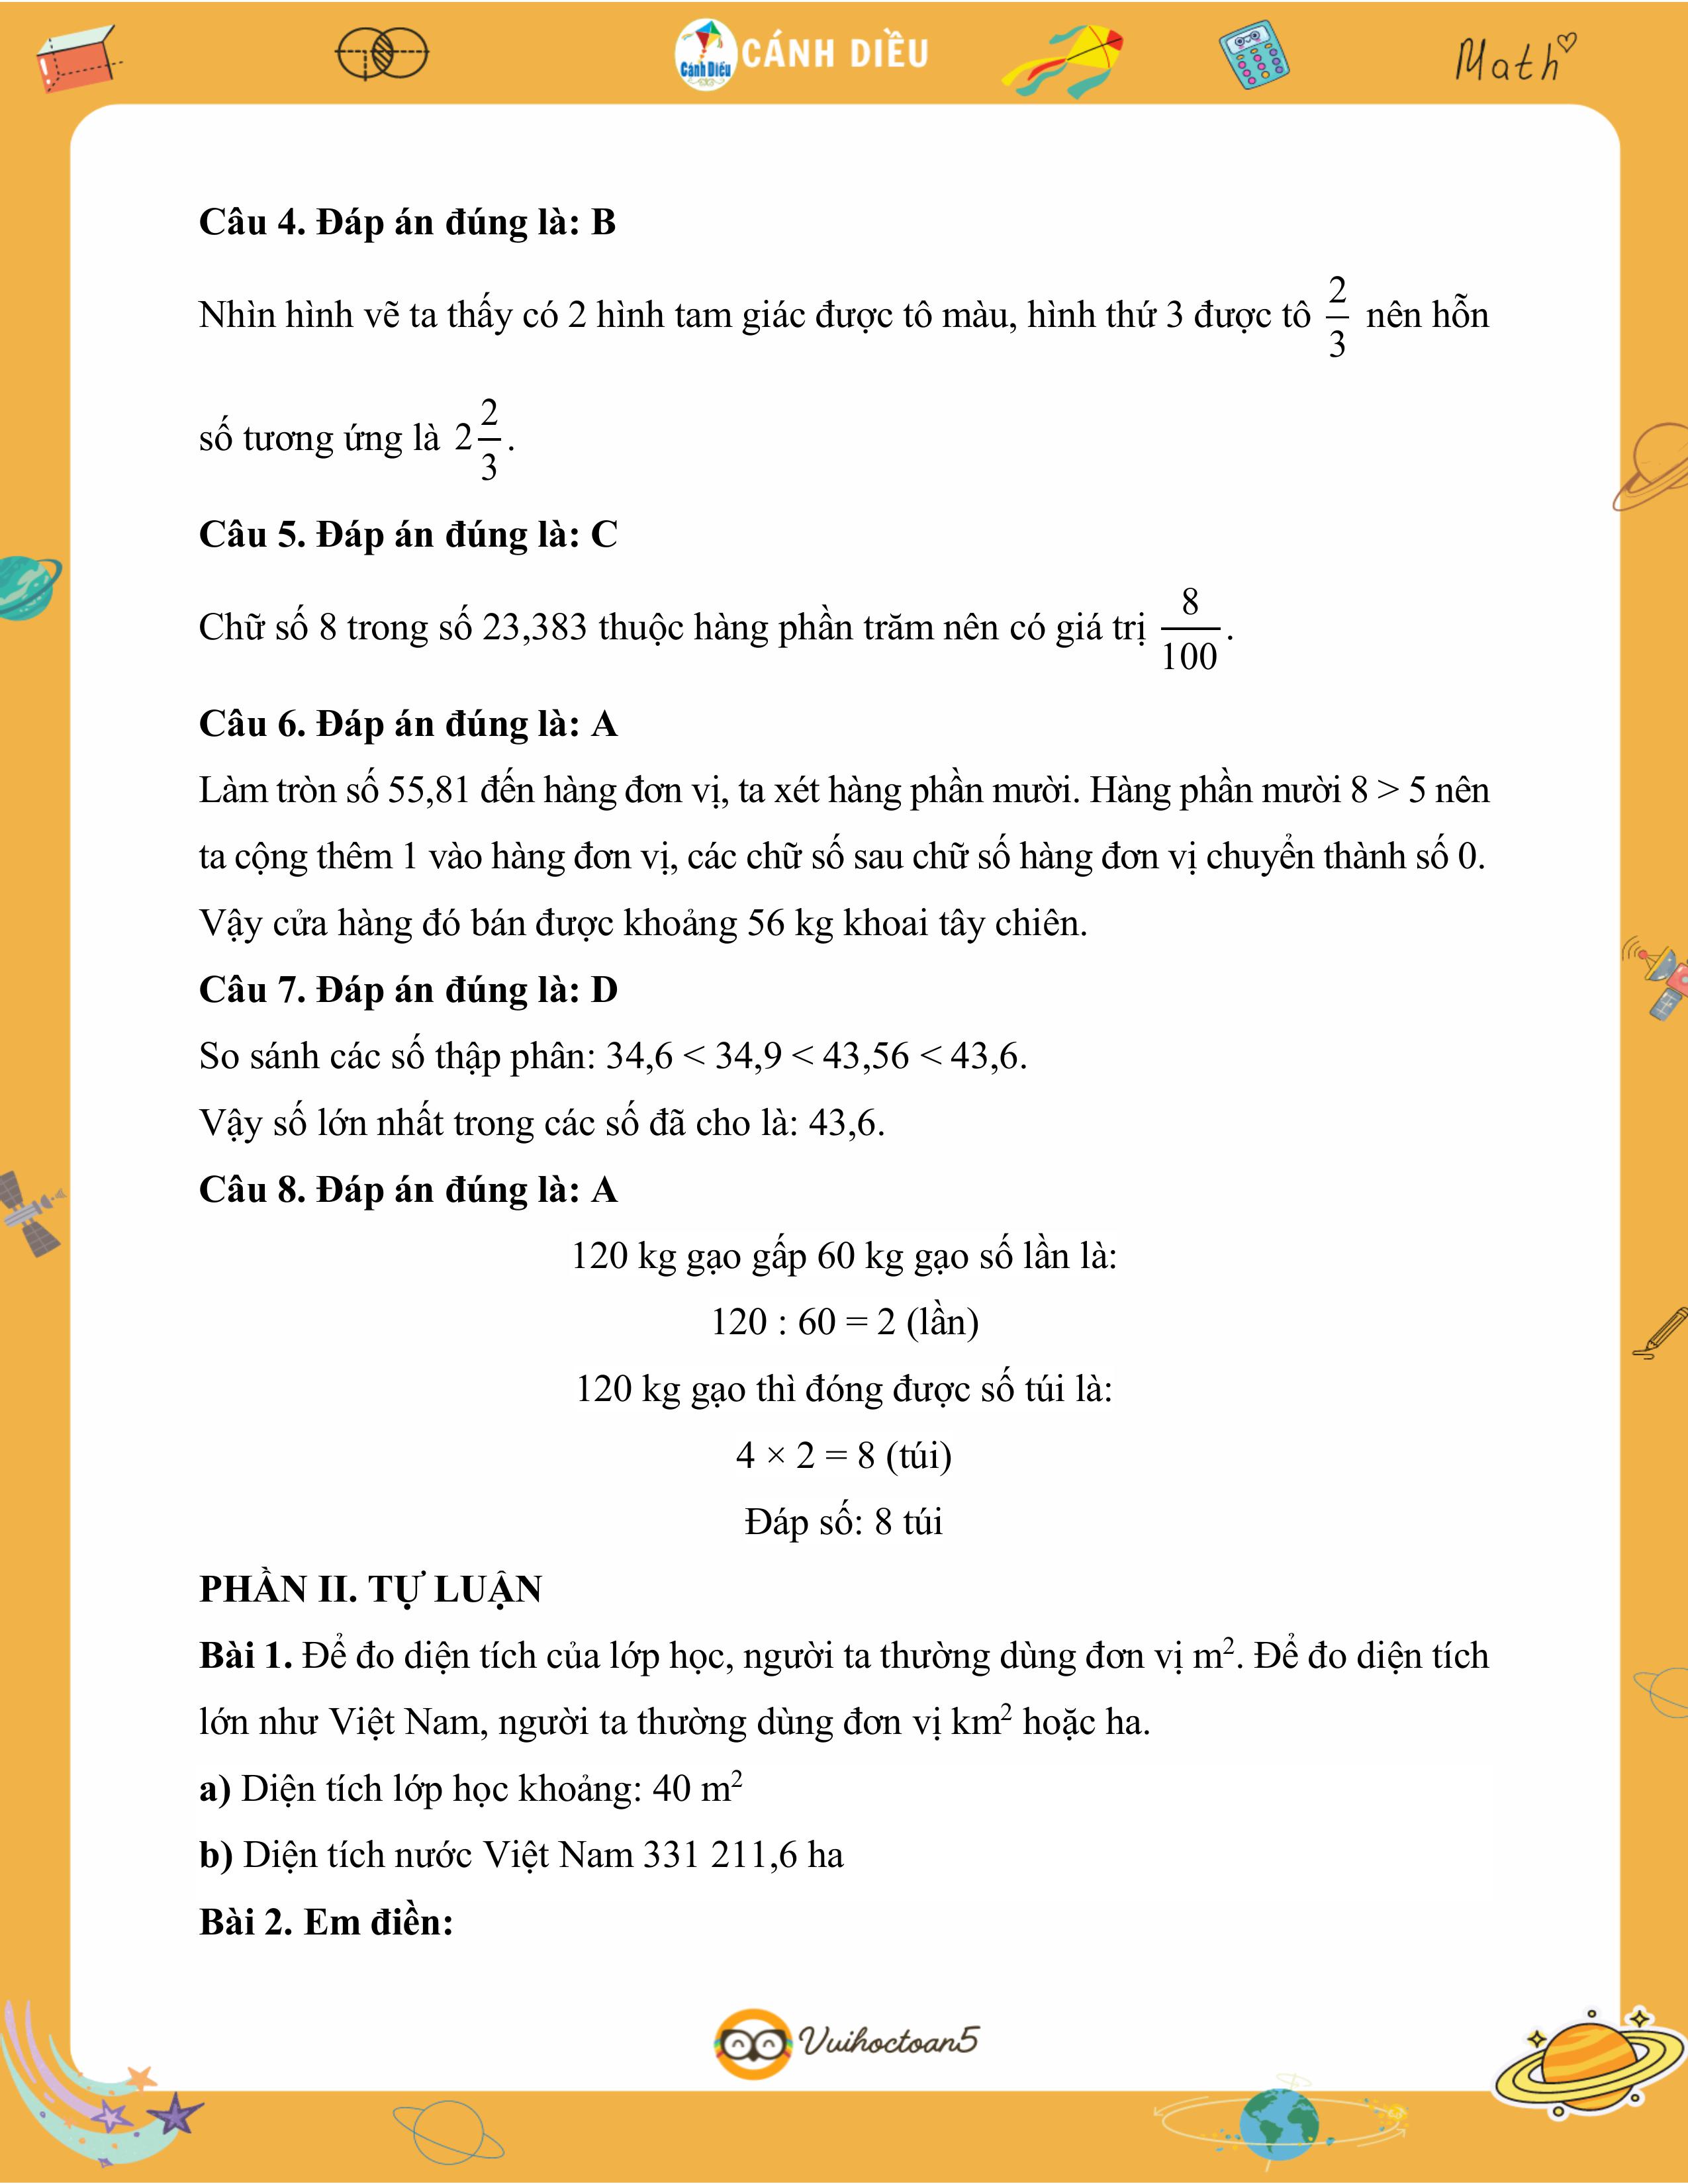 Cánh Diều CÁNH DIỀU Math
Câu 4. Đáp án đúng là: B
Nhìn hình vẽ ta thấy có 2 hình tam giác được tô màu, hình thứ 3 được tô 2/3 nên hỗn
số tương ứng là 2 2/3.
Câu 5. Đáp án đúng là: C
Chữ số 8 trong số 23,383 thuộc hàng phần trăm nên có giá trị 8/100.
Câu 6. Đáp án đúng là: A
Làm tròn số 55,81 đến hàng đơn vị, ta xét hàng phần mười. Hàng phần mười 8 > 5 nên
ta cộng thêm 1 vào hàng đơn vị, các chữ số sau chữ số hàng đơn vị chuyển thành số 0.
Vậy cửa hàng đó bán được khoảng 56 kg khoai tây chiên.
Câu 7. Đáp án đúng là: D
So sánh các số thập phân: 34,6 < 34,9 < 43,56 < 43,6.
Vậy số lớn nhất trong các số đã cho là: 43,6.
Câu 8. Đáp án đúng là: A
120 kg gạo gấp 60 kg gạo số lần là:
120 : 60 = 2 (lần)
120 kg gạo thì đóng được số túi là:
4 × 2 = 8 (túi)
Đáp số: 8 túi
PHẦN II. TỰ LUẬN
Bài 1. Để đo diện tích của lớp học, người ta thường dùng đơn vị m². Để đo diện tích
lớn như Việt Nam, người ta thường dùng đơn vị km² hoặc ha.
a) Diện tích lớp học khoảng: 40 m²
b) Diện tích nước Việt Nam 331 211,6 ha
Bài 2. Em điền:
Vuihoctoan5